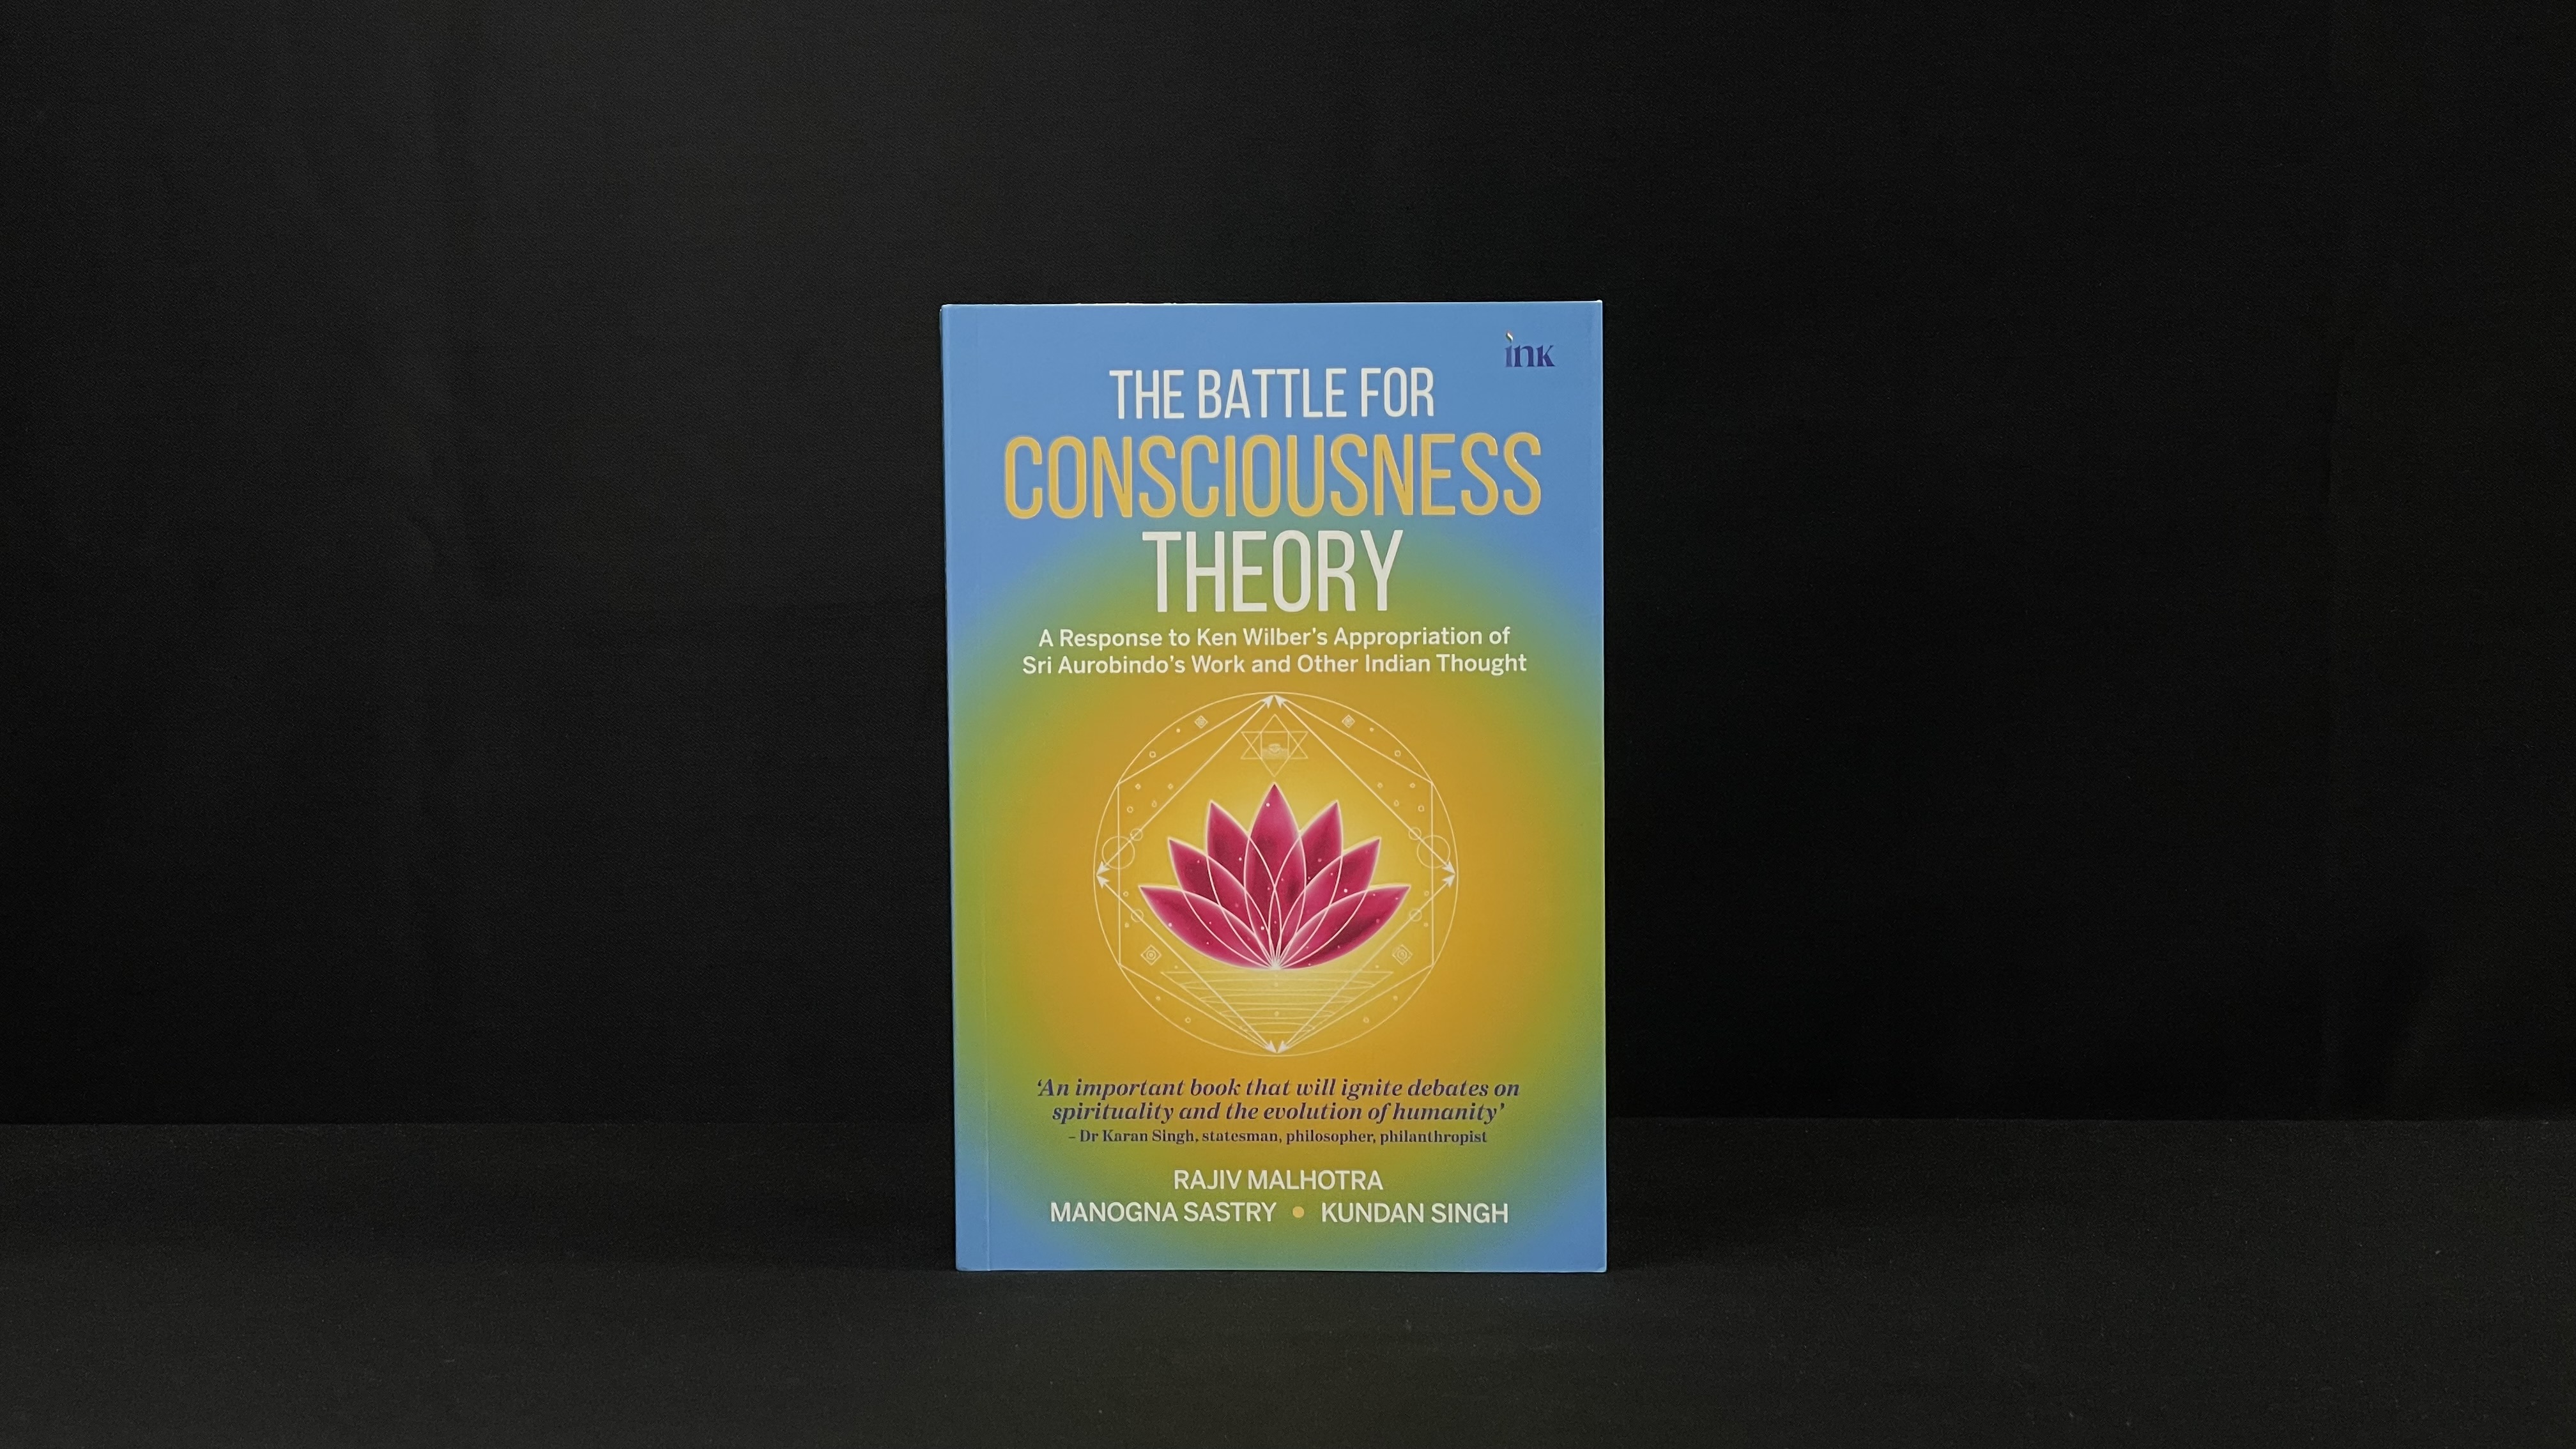 ink
THE BATTLE FOR
CONSCIOUSNESS
THEORY
A Response to Ken Wilber's Appropriation of
Sri Aurobindo's Work and Other Indian Thought
‘An important book that will ignite debates on
spirituality and the evolution of humanity’
– Dr Karan Singh, statesman, philosopher, philanthropist
RAJIV MALHOTRA
MANOGNA SASTRY • KUNDAN SINGH